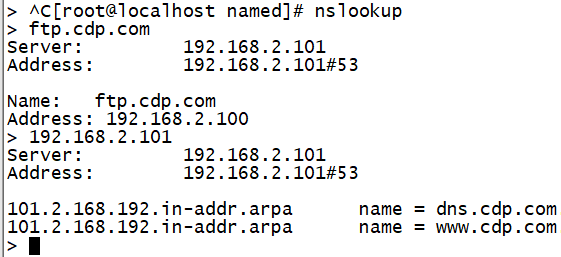 > ^C[root@localhost named]# nslookup
> ftp.cdp.com
Server:         192.168.2.101
Address:        192.168.2.101#53

Name:   ftp.cdp.com
Address: 192.168.2.100
> 192.168.2.101
Server:         192.168.2.101
Address:        192.168.2.101#53

101.2.168.192.in-addr.arpa      name = dns.cdp.com
101.2.168.192.in-addr.arpa      name = www.cdp.com
>